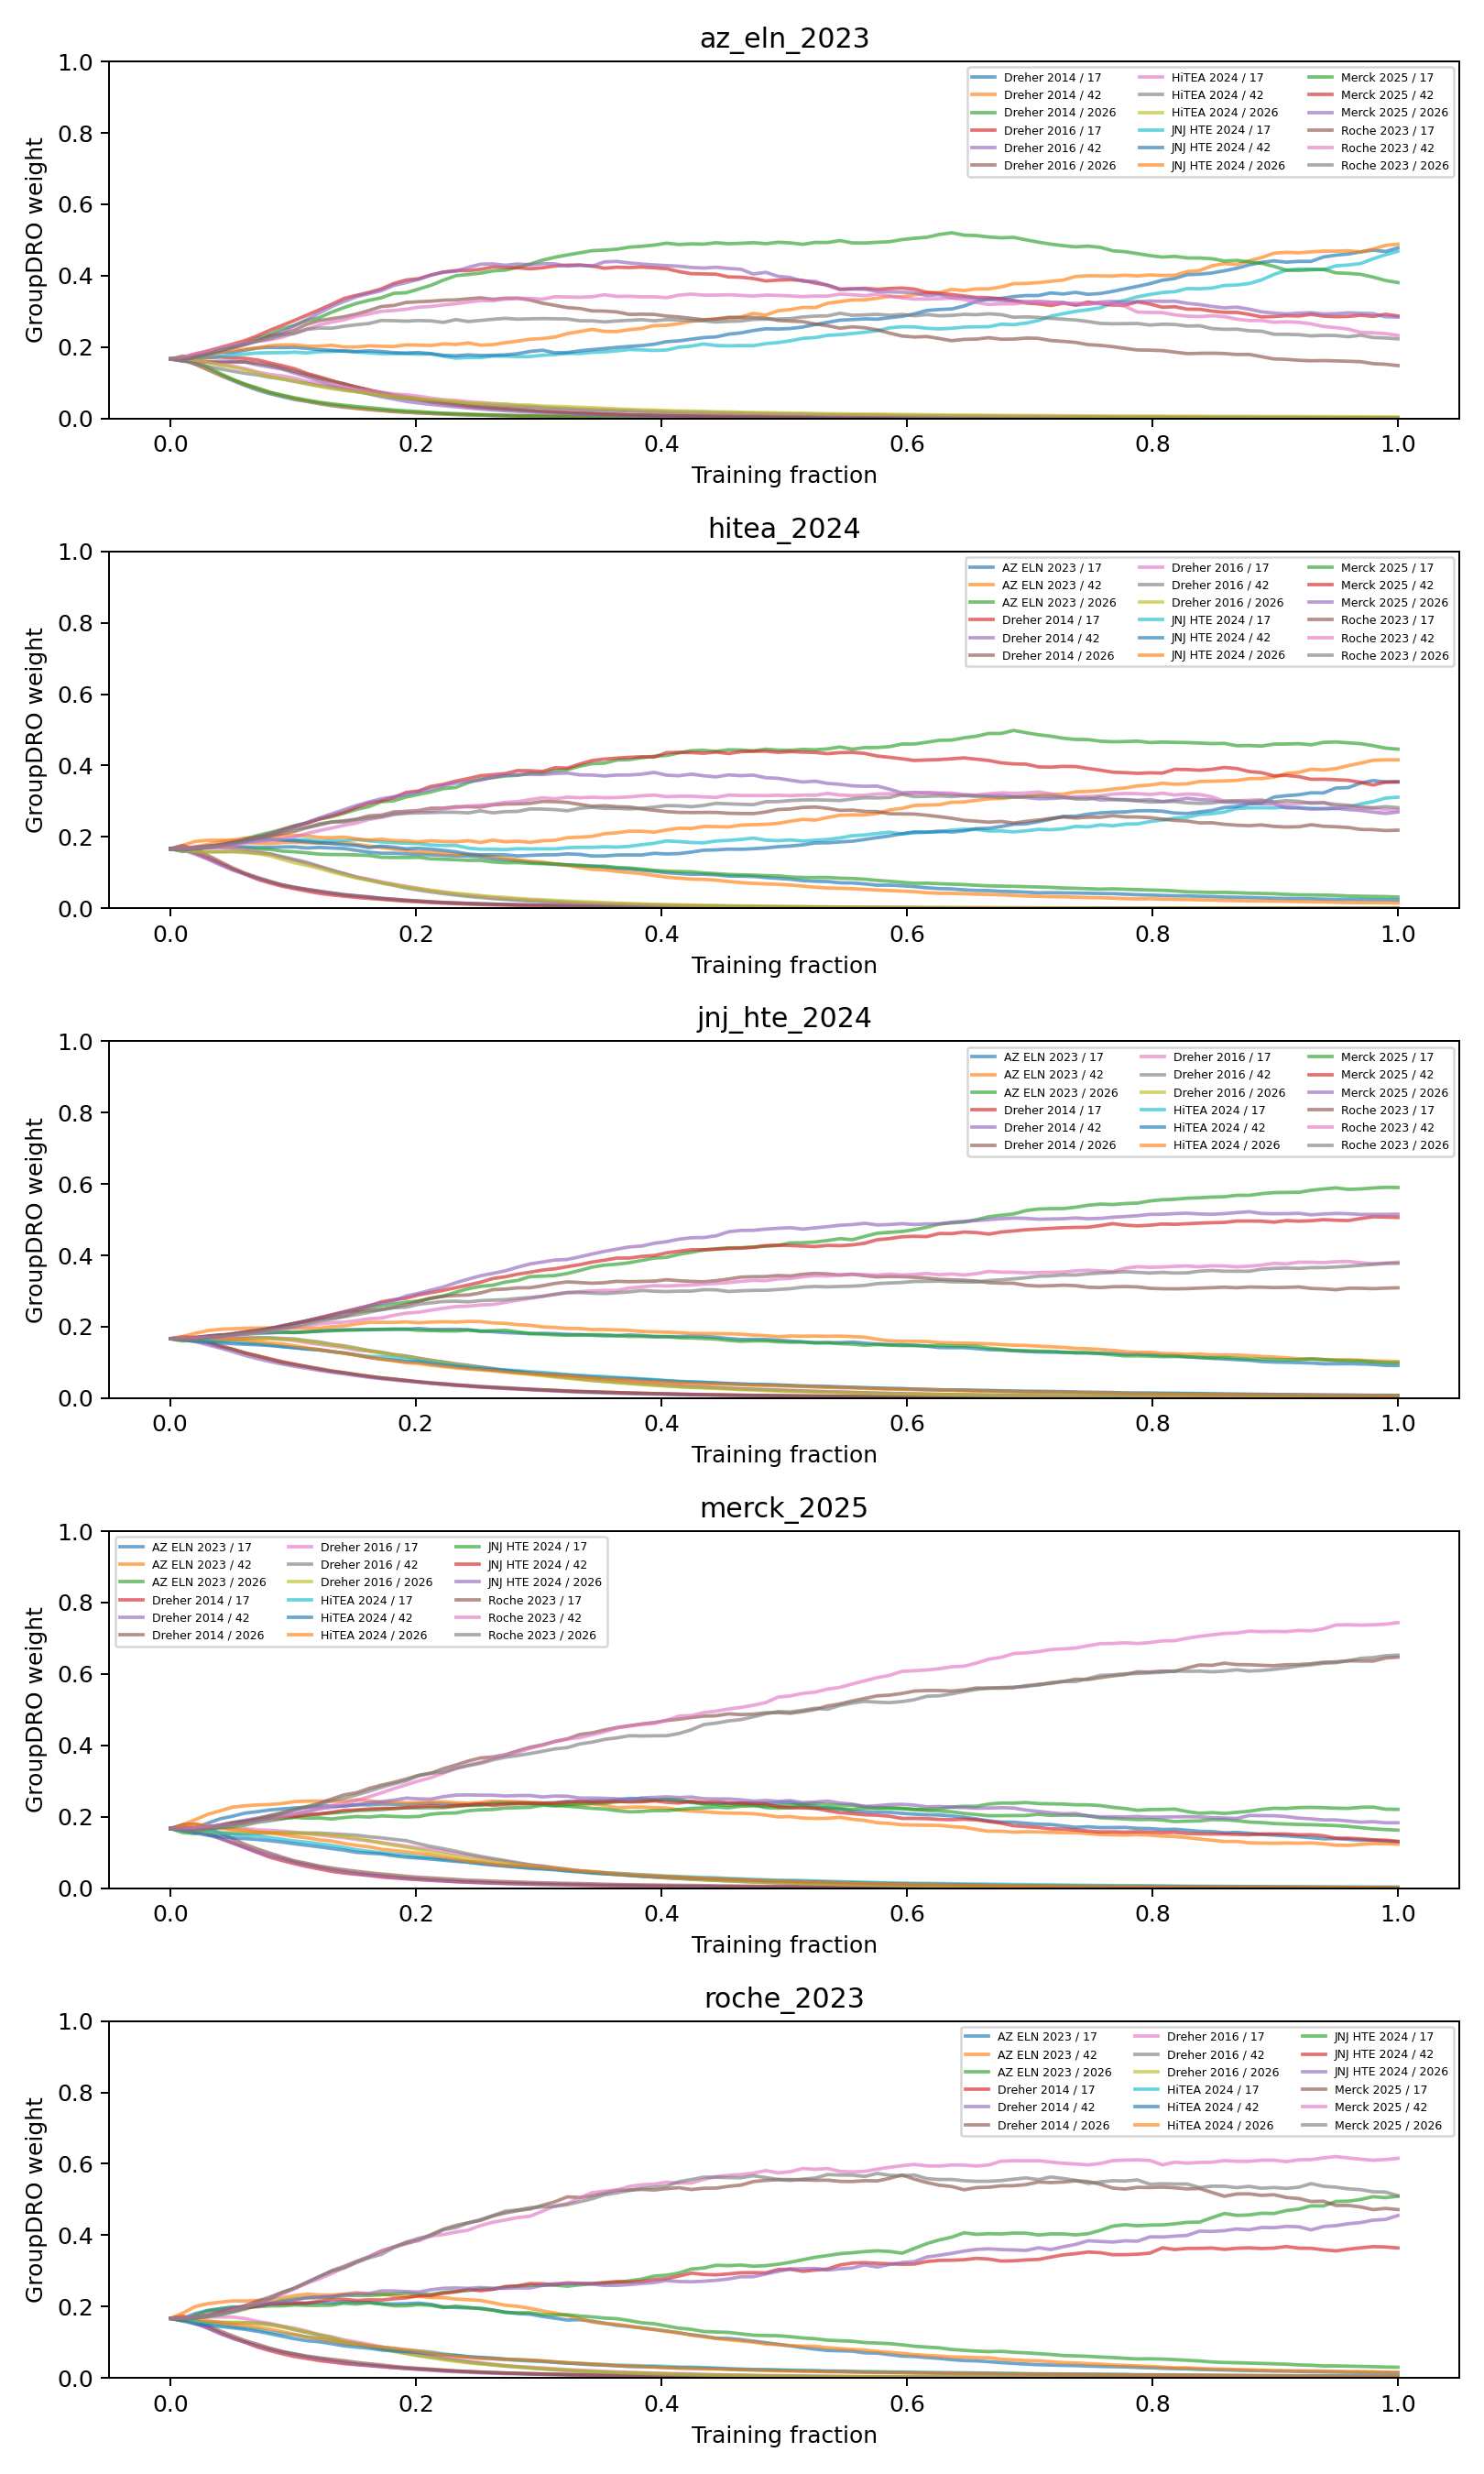 az_eln_2023
1.0
0.8
0.6
0.4
0.2
0.0
GroupDRO weight
Dreher 2014 / 17 HiTEA 2024 / 17 Merck 2025 / 17
Dreher 2014 / 42 HiTEA 2024 / 42 Merck 2025 / 42
Dreher 2014 / 2026 HiTEA 2024 / 2026 Merck 2025 / 2026
Dreher 2016 / 17 JNJ HTE 2024 / 17 Roche 2023 / 17
Dreher 2016 / 42 JNJ HTE 2024 / 42 Roche 2023 / 42
Dreher 2016 / 2026 JNJ HTE 2024 / 2026 Roche 2023 / 2026
0.0 0.2 0.4 0.6 0.8 1.0
Training fraction
hitea_2024
1.0
0.8
0.6
0.4
0.2
0.0
GroupDRO weight
AZ ELN 2023 / 17 Dreher 2016 / 17 Merck 2025 / 17
AZ ELN 2023 / 42 Dreher 2016 / 42 Merck 2025 / 42
AZ ELN 2023 / 2026 Dreher 2016 / 2026 Merck 2025 / 2026
Dreher 2014 / 17 JNJ HTE 2024 / 17 Roche 2023 / 17
Dreher 2014 / 42 JNJ HTE 2024 / 42 Roche 2023 / 42
Dreher 2014 / 2026 JNJ HTE 2024 / 2026 Roche 2023 / 2026
0.0 0.2 0.4 0.6 0.8 1.0
Training fraction
jnj_hte_2024
1.0
0.8
0.6
0.4
0.2
0.0
GroupDRO weight
AZ ELN 2023 / 17 Dreher 2016 / 17 Merck 2025 / 17
AZ ELN 2023 / 42 Dreher 2016 / 42 Merck 2025 / 42
AZ ELN 2023 / 2026 Dreher 2016 / 2026 Merck 2025 / 2026
Dreher 2014 / 17 HiTEA 2024 / 17 Roche 2023 / 17
Dreher 2014 / 42 HiTEA 2024 / 42 Roche 2023 / 42
Dreher 2014 / 2026 HiTEA 2024 / 2026 Roche 2023 / 2026
0.0 0.2 0.4 0.6 0.8 1.0
Training fraction
merck_2025
1.0
0.8
0.6
0.4
0.2
0.0
GroupDRO weight
AZ ELN 2023 / 17 Dreher 2016 / 17 JNJ HTE 2024 / 17
AZ ELN 2023 / 42 Dreher 2016 / 42 JNJ HTE 2024 / 42
AZ ELN 2023 / 2026 Dreher 2016 / 2026 JNJ HTE 2024 / 2026
Dreher 2014 / 17 HiTEA 2024 / 17 Roche 2023 / 17
Dreher 2014 / 42 HiTEA 2024 / 42 Roche 2023 / 42
Dreher 2014 / 2026 HiTEA 2024 / 2026 Roche 2023 / 2026
0.0 0.2 0.4 0.6 0.8 1.0
Training fraction
roche_2023
1.0
0.8
0.6
0.4
0.2
0.0
GroupDRO weight
AZ ELN 2023 / 17 Dreher 2016 / 17 JNJ HTE 2024 / 17
AZ ELN 2023 / 42 Dreher 2016 / 42 JNJ HTE 2024 / 42
AZ ELN 2023 / 2026 Dreher 2016 / 2026 JNJ HTE 2024 / 2026
Dreher 2014 / 17 HiTEA 2024 / 17 Merck 2025 / 17
Dreher 2014 / 42 HiTEA 2024 / 42 Merck 2025 / 42
Dreher 2014 / 2026 HiTEA 2024 / 2026 Merck 2025 / 2026
0.0 0.2 0.4 0.6 0.8 1.0
Training fraction